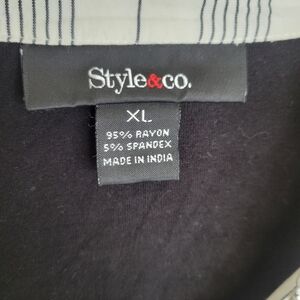 Style&co.
XL
95% RAYON
5% SPANDEX
MADE IN INDIA